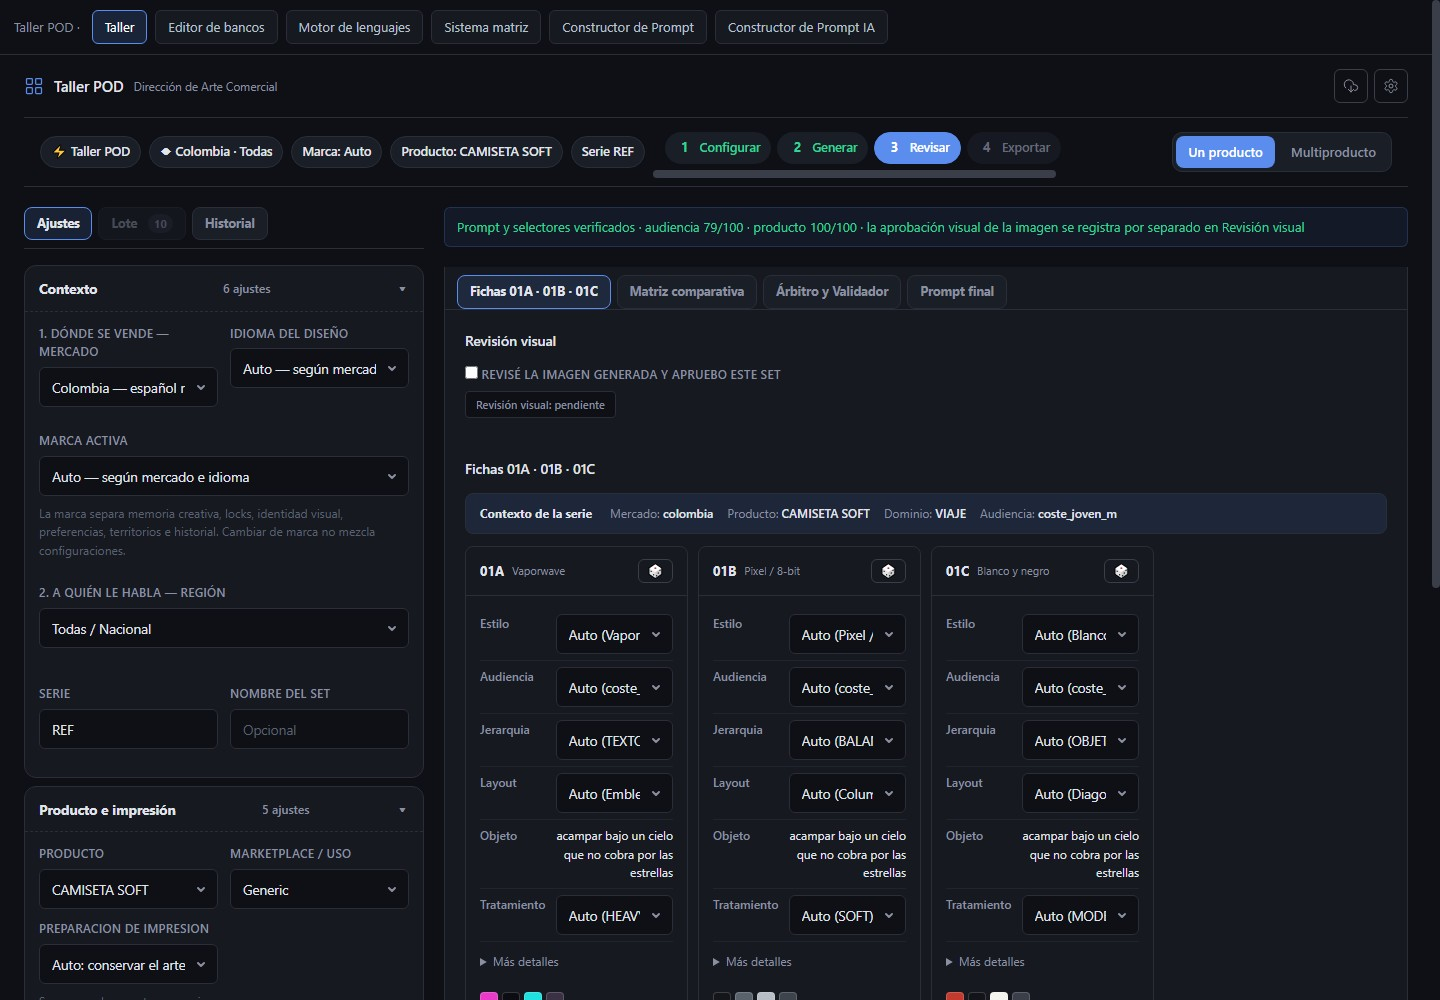 Taller POD · Taller Editor de bancos Motor de lenguajes Sistema matriz Constructor de Prompt Constructor de Prompt IA
Taller POD Dirección de Arte Comercial
Taller POD Colombia · Todas Marca: Auto Producto: CAMISETA SOFT Serie REF 1 Configurar 2 Generar 3 Revisar 4 Exportar Un producto Multiproducto
Ajustes Lote 10 Historial
Contexto 6 ajustes
1. DÓNDE SE VENDE —
MERCADO
IDIOMA DEL DISEÑO
Colombia — español r
Auto — según mercad
MARCA ACTIVA
Auto — según mercado e idioma
La marca separa memoria creativa, locks, identidad visual,
preferencias, territorios e historial. Cambiar de marca no mezcla
configuraciones.
2. A QUIÉN LE HABLA — REGIÓN
Todas / Nacional
SERIE
NOMBRE DEL SET
REF
Opcional
Producto e impresión 5 ajustes
PRODUCTO
MARKETPLACE / USO
CAMISETA SOFT
Generic
PREPARACION DE IMPRESION
Auto: conservar el arte
Prompt y selectores verificados · audiencia 79/100 · producto 100/100 · la aprobación visual de la imagen se registra por separado en Revisión visual
Fichas 01A · 01B · 01C Matriz comparativa Árbitro y Validador Prompt final
Revisión visual
REVISÉ LA IMAGEN GENERADA Y APRUEBO ESTE SET
Revisión visual: pendiente
Fichas 01A · 01B · 01C
Contexto de la serie Mercado: colombia Producto: CAMISETA SOFT Dominio: VIAJE Audiencia: coste_joven_m
01A Vaporwave
Estilo Auto (Vapor
Audiencia Auto (coste_
Jerarquia Auto (TEXTO
Layout Auto (Emble
Objeto acampar bajo un cielo
que no cobra por las
estrellas
Tratamiento Auto (HEAV
Más detalles
01B Pixel / 8-bit
Estilo Auto (Pixel /
Audiencia Auto (coste_
Jerarquia Auto (BALAI
Layout Auto (Colum
Objeto acampar bajo un cielo
que no cobra por las
estrellas
Tratamiento Auto (SOFT)
Más detalles
01C Blanco y negro
Estilo Auto (Blanco
Audiencia Auto (coste_
Jerarquia Auto (OBJET
Layout Auto (Diago
Objeto acampar bajo un cielo
que no cobra por las
estrellas
Tratamiento Auto (MODI
Más detalles